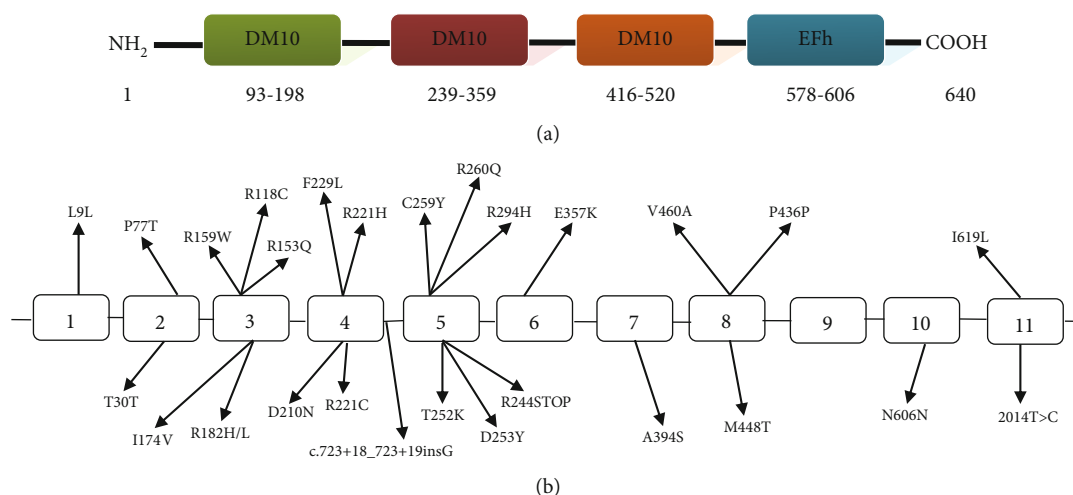 NH2 DM10 DM10 DM10 EFh COOH
1 93-198 239-359 416-520 578-606 640
(a)
R260Q
F229L
R118C
C259Y
L9L
P77T
R221H
R294H
E357K
V460A
P436P
R159W
R153Q
I619L
1 2 3 4 5 6 7 8 9 10 11
T30T
D210N
R221C
R244STOP
T252K
I174V
R182H/L
D253Y
A394S
M448T
N606N
2014T>C
c.723+18_723+19insG
(b)